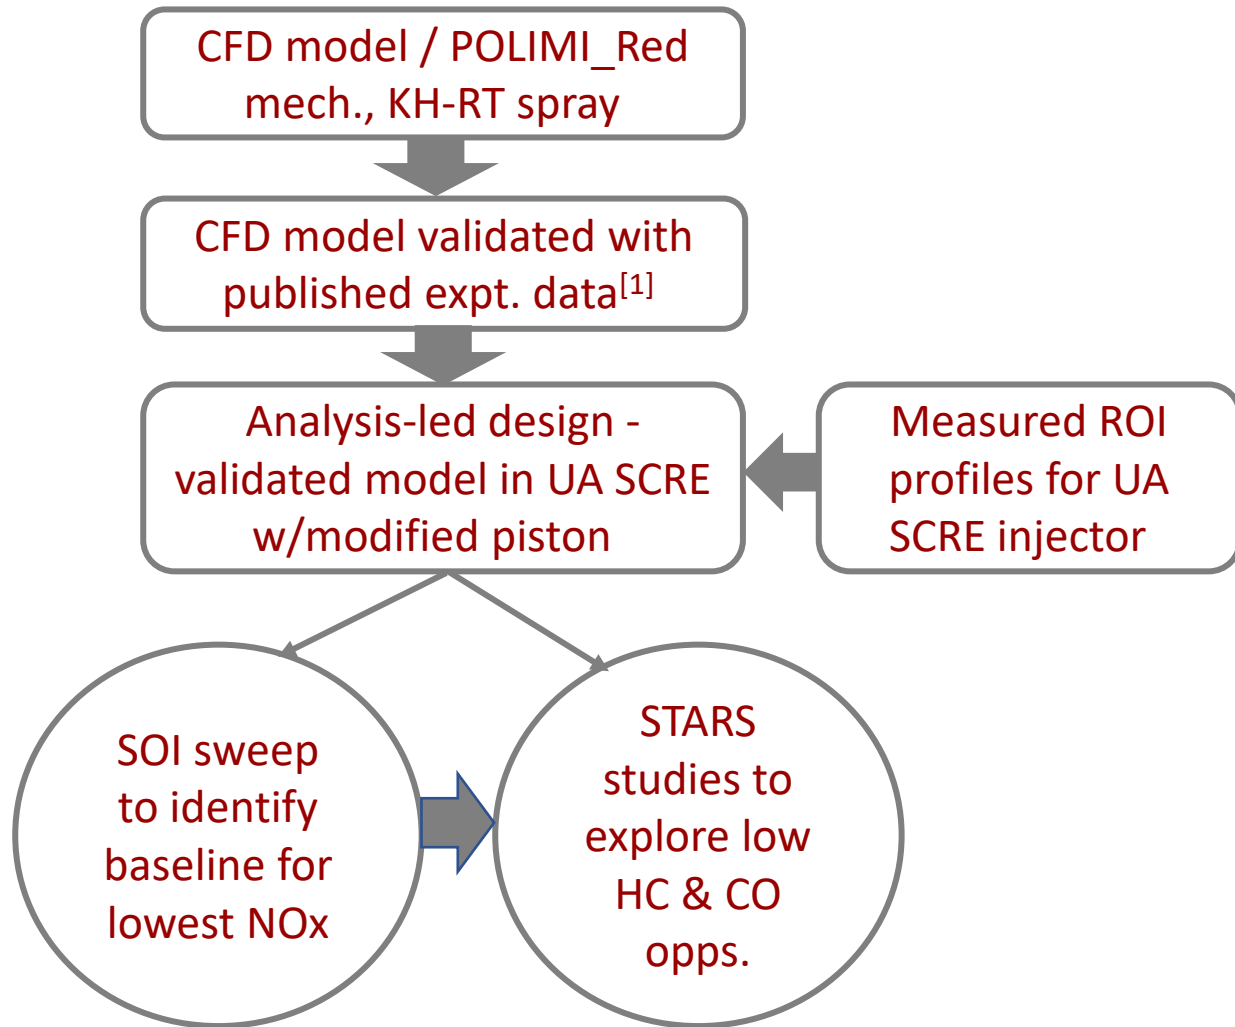 CFD model / POLIMI_Red
mech., KH-RT spray
CFD model validated with
published expt. data[1]
Analysis-led design -
validated model in UA SCRE
w/modified piston
Measured ROI
profiles for UA
SCRE injector
SOI sweep
to identify
baseline for
lowest NOx
STARS
studies to
explore low
HC & CO
opps.